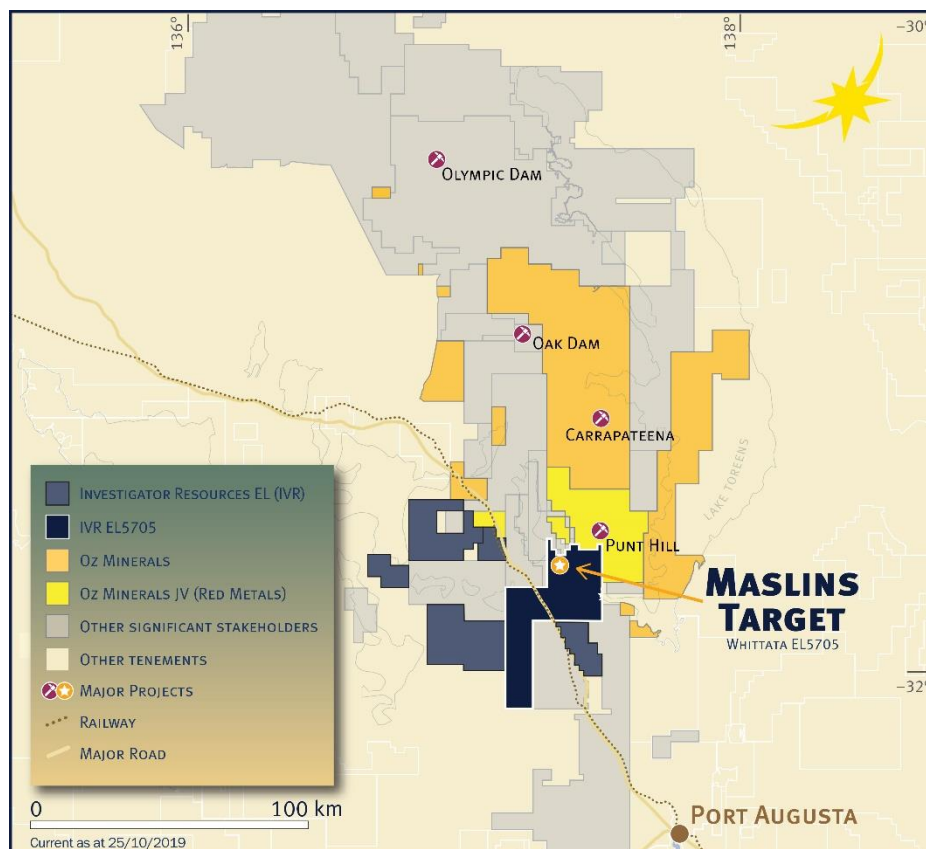 136°
138°
-30°
OLYMPIC DAM
OAK DAM
CARRAPATEENA
LAKE TOREENS
PUNT HILL
MASLINS
TARGET
WHITTATA EL5705
-32°
INVESTIGATOR RESOURCES EL (IVR)
IVR EL5705
OZ MINERALS
OZ MINERALS JV (RED METALS)
OTHER SIGNIFICANT STAKEHOLDERS
OTHER TENEMENTS
MAJOR PROJECTS
RAILWAY
MAJOR ROAD
0 100 km
Current as at 25/10/2019
PORT AUGUSTA